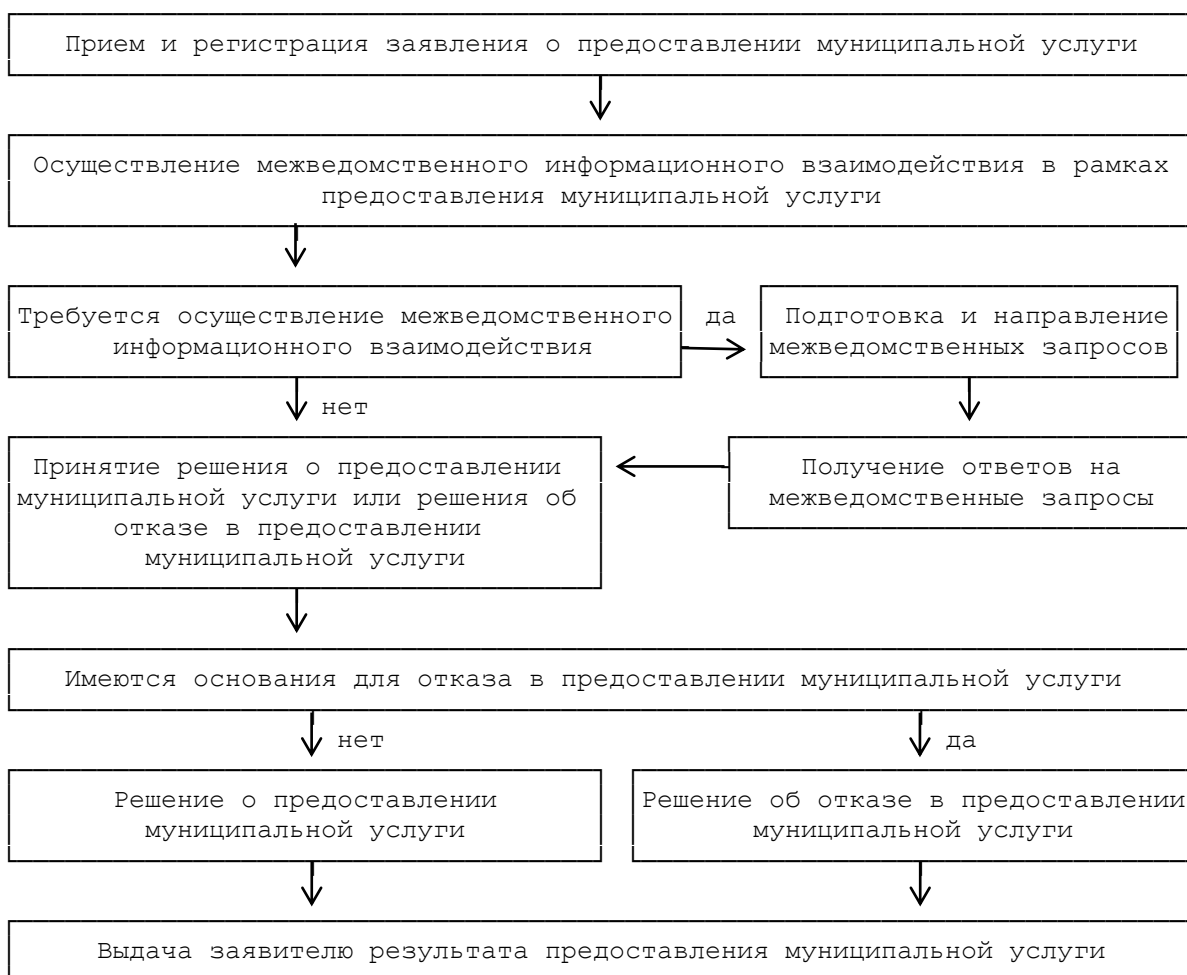 Прием и регистрация заявления о предоставлении муниципальной услуги
Осуществление межведомственного информационного взаимодействия в рамках
предоставления муниципальной услуги
Требуется осуществление межведомственного
информационного взаимодействия
да
Подготовка и направление
межведомственных запросов
нет
Принятие решения о предоставлении
муниципальной услуги или решения об
отказе в предоставлении
муниципальной услуги
Получение ответов на
межведомственные запросы
Имеются основания для отказа в предоставлении муниципальной услуги
нет
да
Решение о предоставлении
муниципальной услуги
Решение об отказе в предоставлении
муниципальной услуги
Выдача заявителю результата предоставления муниципальной услуги